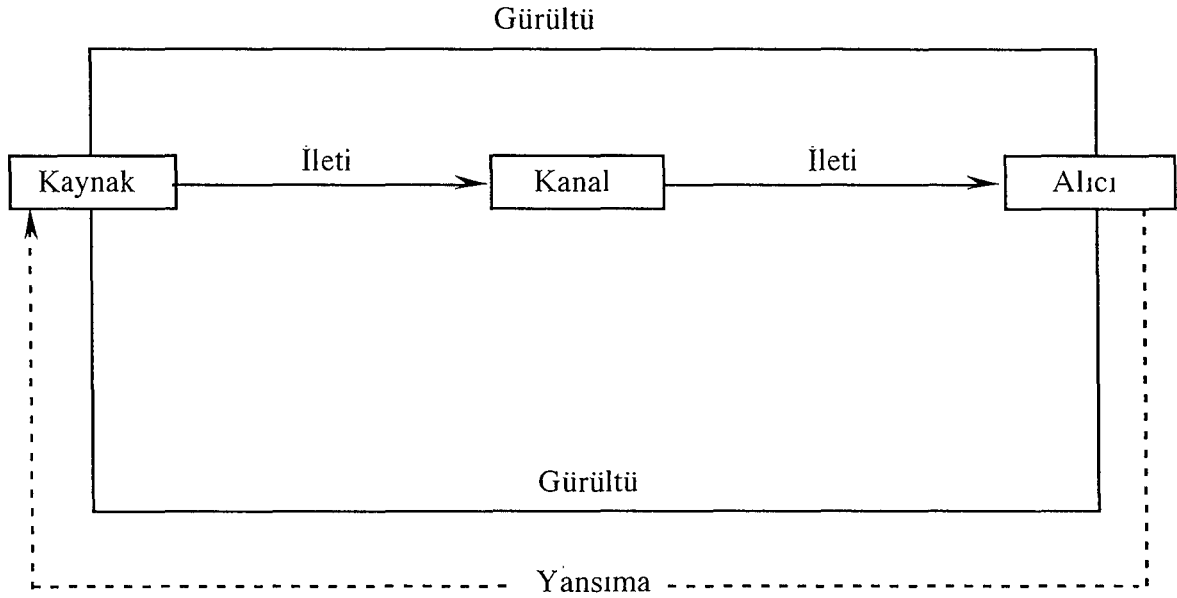 Gürültü
İleti
İleti
Kaynak
Kanal
Alıcı
Gürültü
Yansıma